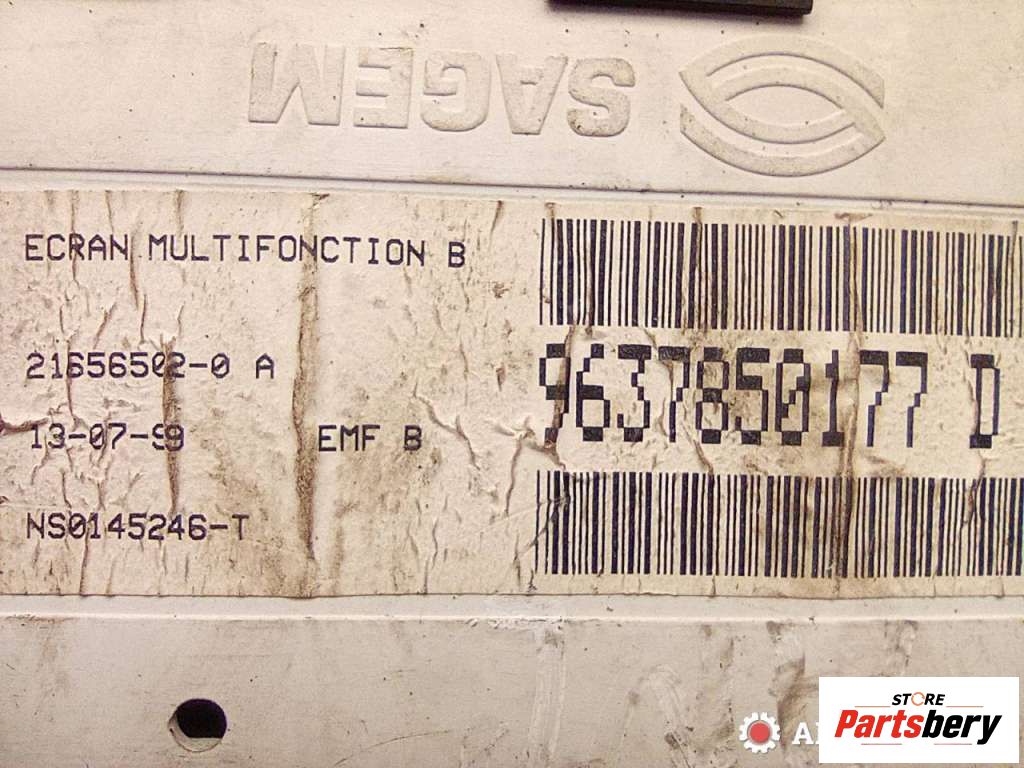 SAGEM
ECRAN MULTIFONCTION B
21656502-0 A
13-07-99
EMF B
NS0145246-T
9637850177 D
STORE
Partsbery